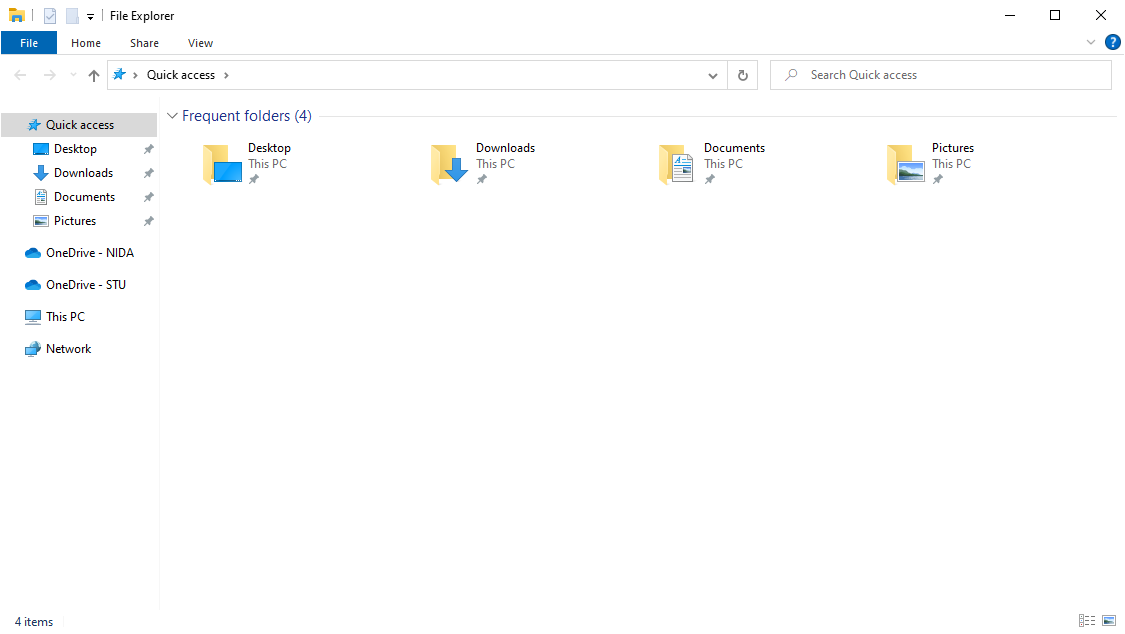 File Explorer
File Home Share View
Quick access
Search Quick access
Quick access
Desktop
Downloads
Documents
Pictures
OneDrive - NIDA
OneDrive - STU
This PC
Network
Frequent folders (4)
Desktop
This PC
Downloads
This PC
Documents
This PC
Pictures
This PC
4 items